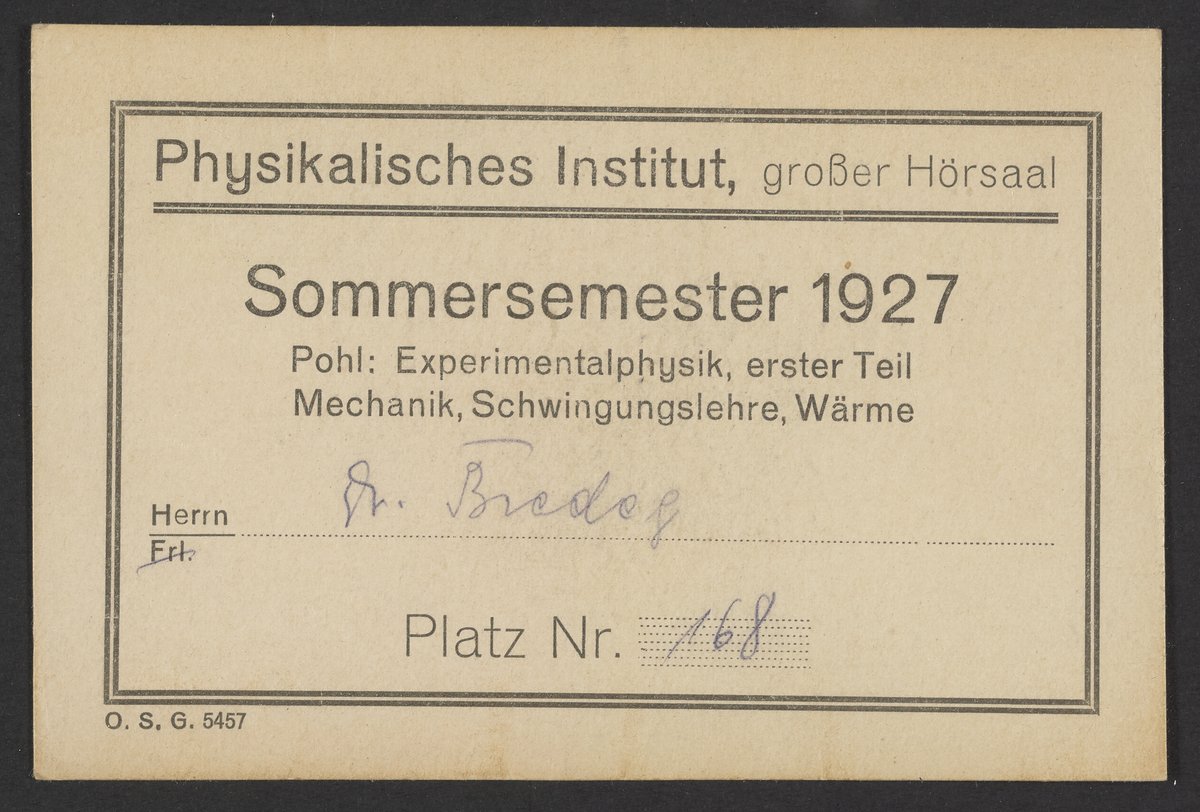 Physikalisches Institut, großer Hörsaal
Sommersemester 1927
Pohl: Experimentalphysik, erster Teil
Mechanik, Schwingungslehre, Wärme
Herrn Dr.
Frl.
Platz Nr. 168
O. S. G. 5457